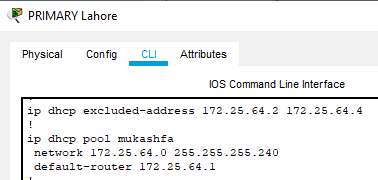 PRIMARY Lahore
Physical Config CLI Attributes
IOS Command Line Interface
!
ip dhcp excluded-address 172.25.64.2 172.25.64.4
!
ip dhcp pool mukashfa
network 172.25.64.0 255.255.255.240
default-router 172.25.64.1
!